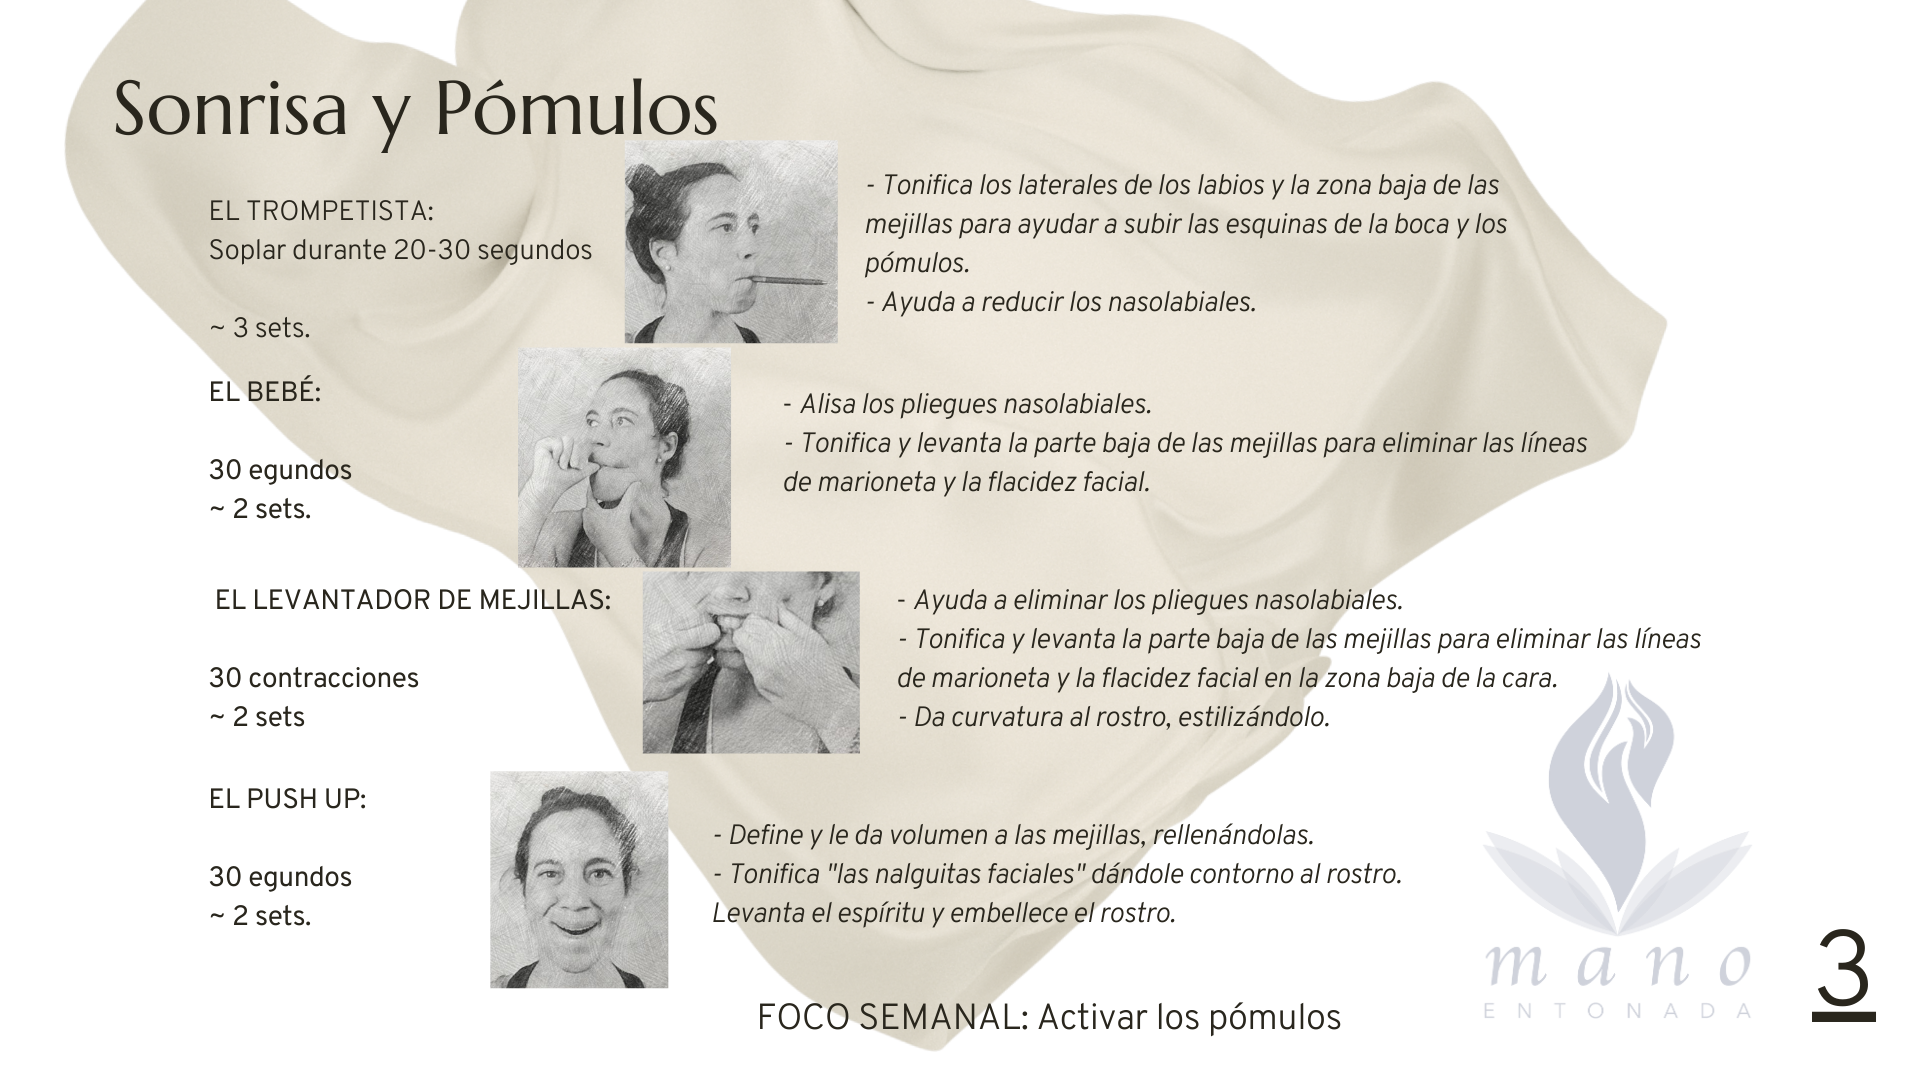 Sonrisa y Pómulos
EL TROMPETISTA:
Soplar durante 20-30 segundos
~ 3 sets.
- Tonifica los laterales de los labios y la zona baja de las
mejillas para ayudar a subir las esquinas de la boca y los
pómulos.
- Ayuda a reducir los nasolabiales.
EL BEBÉ:
30 egundos
~ 2 sets.
- Alisa los pliegues nasolabiales.
- Tonifica y levanta la parte baja de las mejillas para eliminar las líneas
de marioneta y la flacidez facial.
EL LEVANTADOR DE MEJILLAS:
30 contracciones
~ 2 sets
- Ayuda a eliminar los pliegues nasolabiales.
- Tonifica y levanta la parte baja de las mejillas para eliminar las líneas
de marioneta y la flacidez facial en la zona baja de la cara.
- Da curvatura al rostro, estilizándolo.
EL PUSH UP:
30 egundos
~ 2 sets.
- Define y le da volumen a las mejillas, rellenándolas.
- Tonifica "las nalguitas faciales" dándole contorno al rostro.
Levanta el espíritu y embellece el rostro.
FOCO SEMANAL: Activar los pómulos
mano
ENTONADA
3